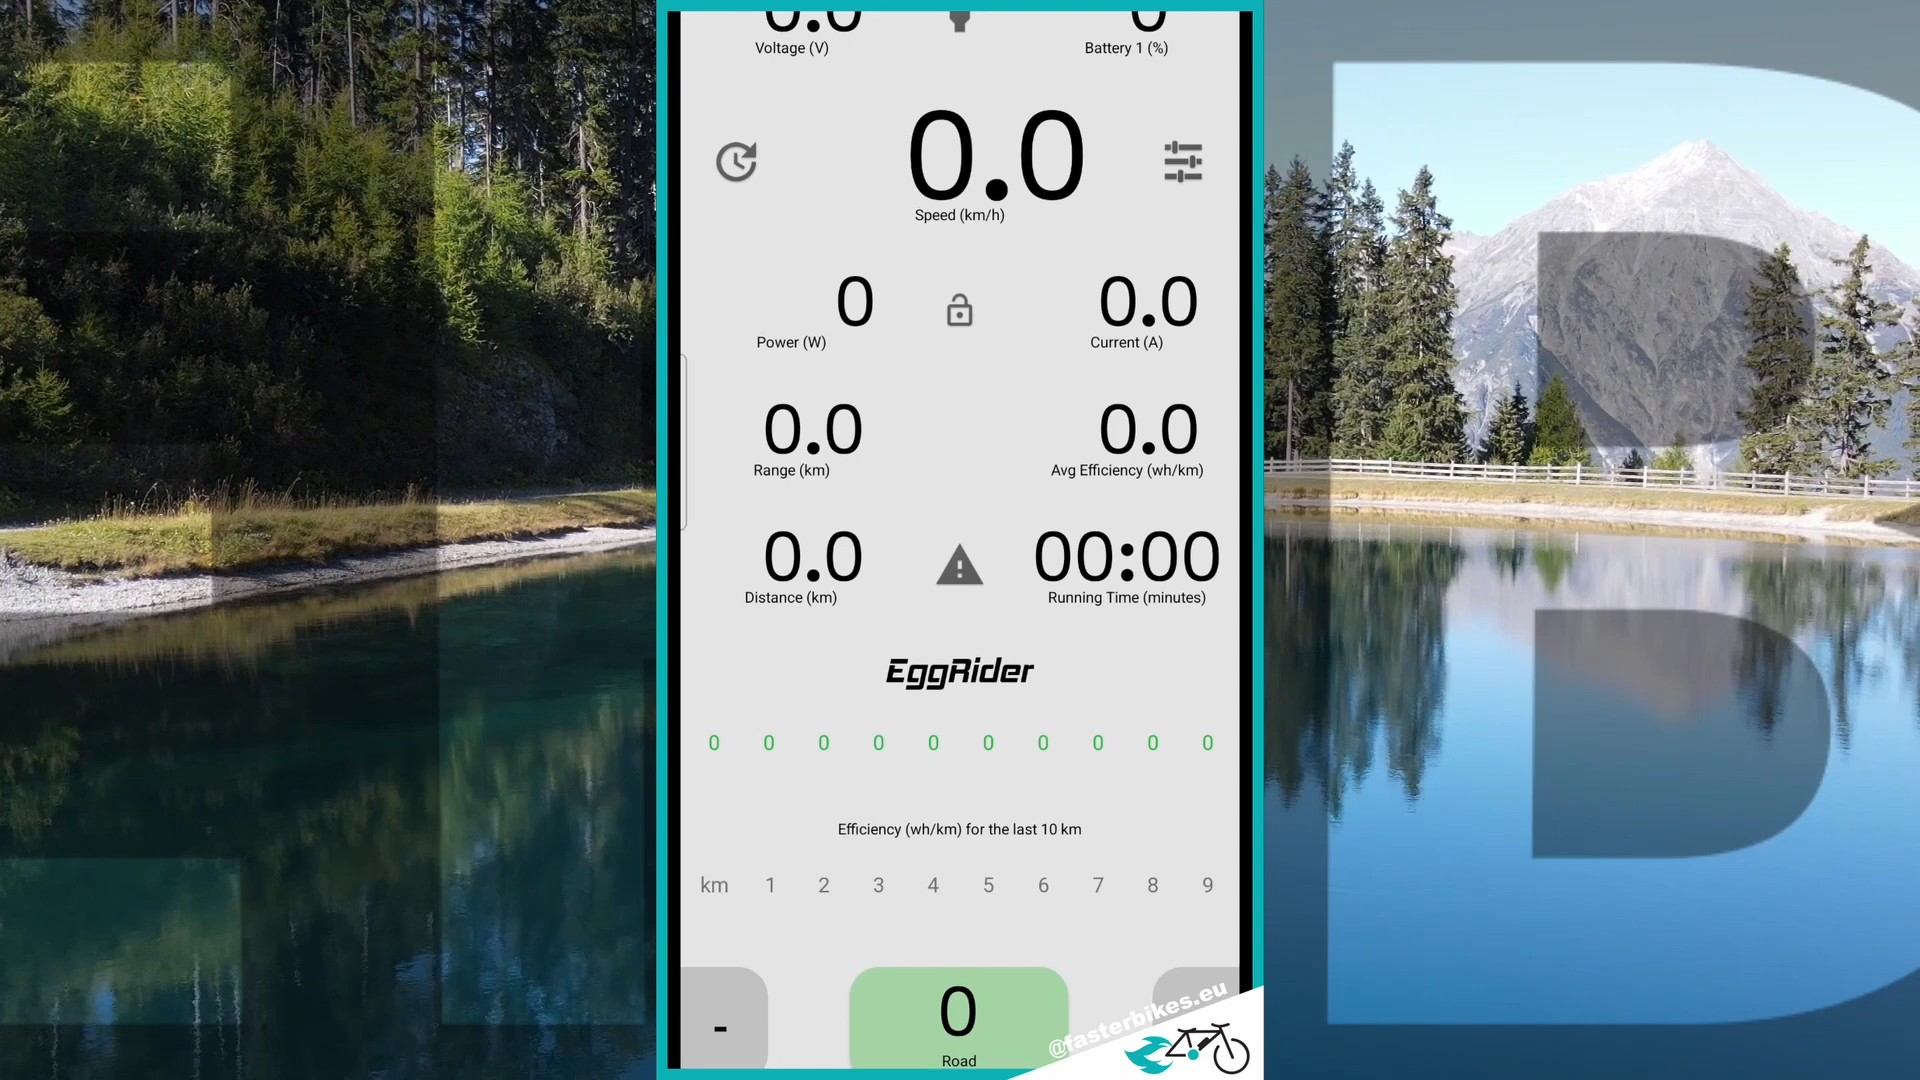 0.0 0
Voltage (V) Battery 1 (%)
0.0
Speed (km/h)
0 0.0
Power (W) Current (A)
0.0 0.0
Range (km) Avg Efficiency (wh/km)
0.0 00:00
Distance (km) Running Time (minutes)
EggRider
0 0 0 0 0 0 0 0 0 0
Efficiency (wh/km) for the last 10 km
km 1 2 3 4 5 6 7 8 9
- 0
Road
@fasterbikes.eu